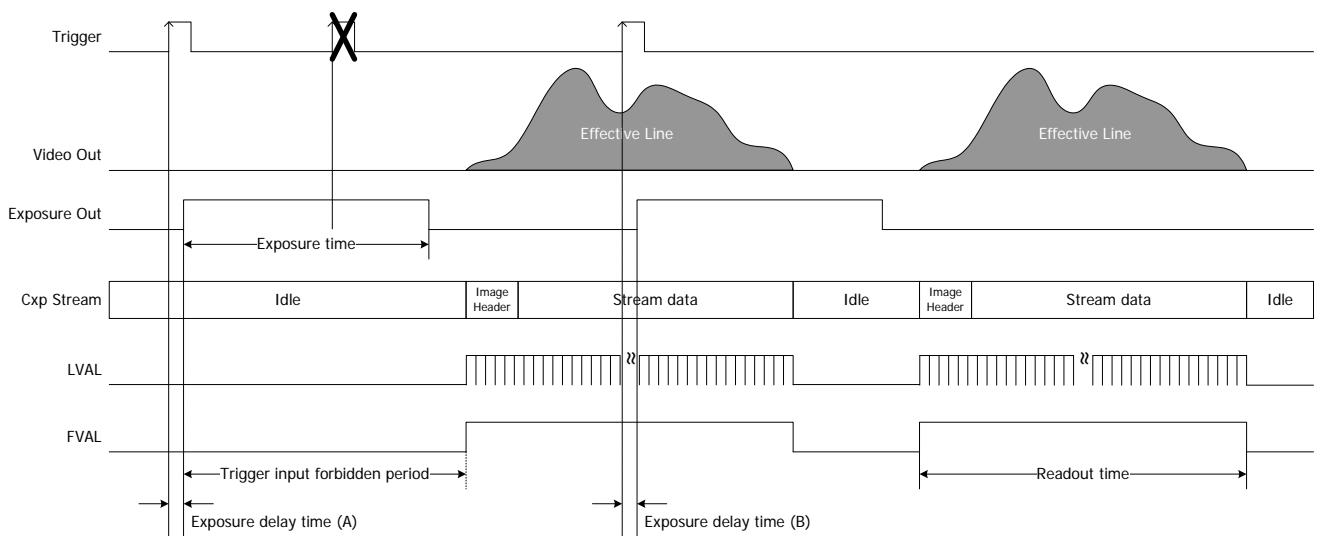 Trigger
Effective Line
Effective Line
Video Out
Exposure Out
Exposure time
Cxp Stream
Idle
Image
Header
Stream data
Idle
Image
Header
Stream data
Idle
LVAL
≈
≈
FVAL
Trigger input forbidden period
Readout time
Exposure delay time (A)
Exposure delay time (B)